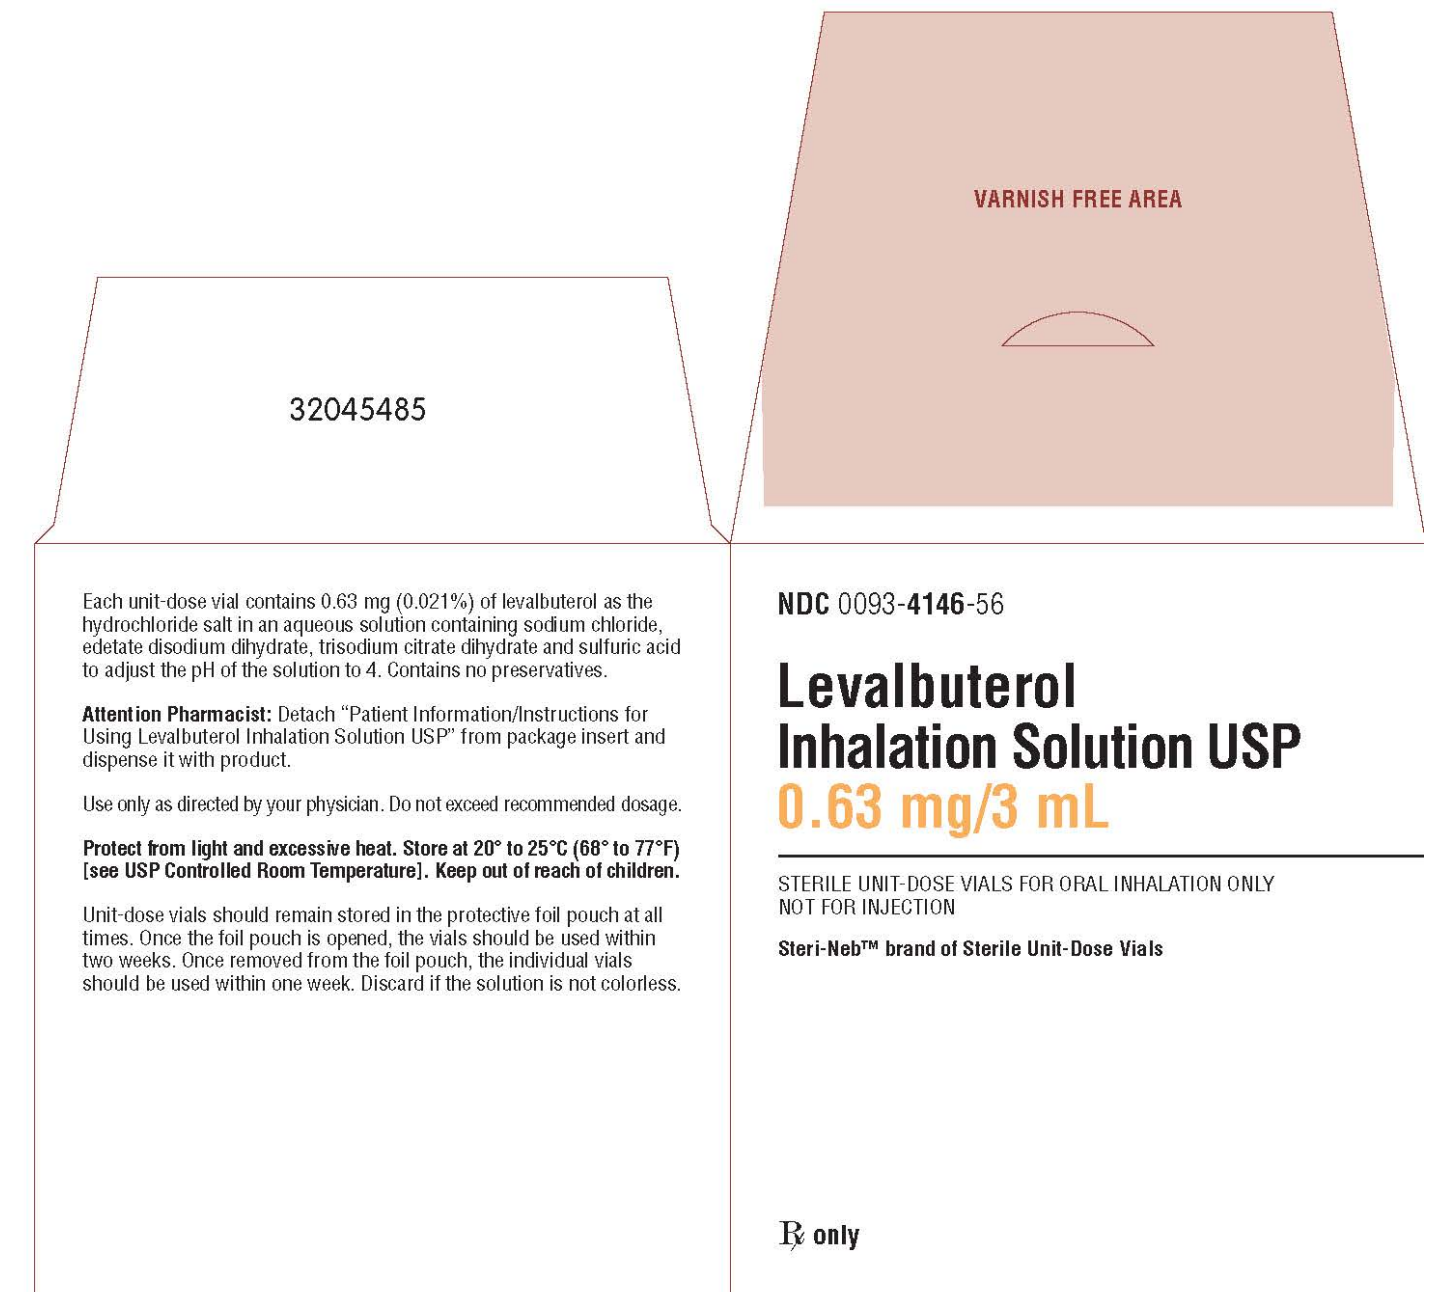 VARNISH FREE AREA
32045485
Each unit-dose vial contains 0.63 mg (0.021%) of levalbuterol as the
hydrochloride salt in an aqueous solution containing sodium chloride,
edetate disodium dihydrate, trisodium citrate dihydrate and sulfuric acid
to adjust the pH of the solution to 4. Contains no preservatives.
Attention Pharmacist: Detach “Patient Information/Instructions for
Using Levalbuterol Inhalation Solution USP” from package insert and
dispense it with product.
Use only as directed by your physician. Do not exceed recommended dosage.
Protect from light and excessive heat. Store at 20° to 25°C (68° to 77°F)
[see USP Controlled Room Temperature]. Keep out of reach of children.
Unit-dose vials should remain stored in the protective foil pouch at all
times. Once the foil pouch is opened, the vials should be used within
two weeks. Once removed from the foil pouch, the individual vials
should be used within one week. Discard if the solution is not colorless.
NDC 0093-4146-56
Levalbuterol
Inhalation Solution USP
0.63 mg/3 mL
STERILE UNIT-DOSE VIALS FOR ORAL INHALATION ONLY
NOT FOR INJECTION
Steri-Neb™ brand of Sterile Unit-Dose Vials
℞ only